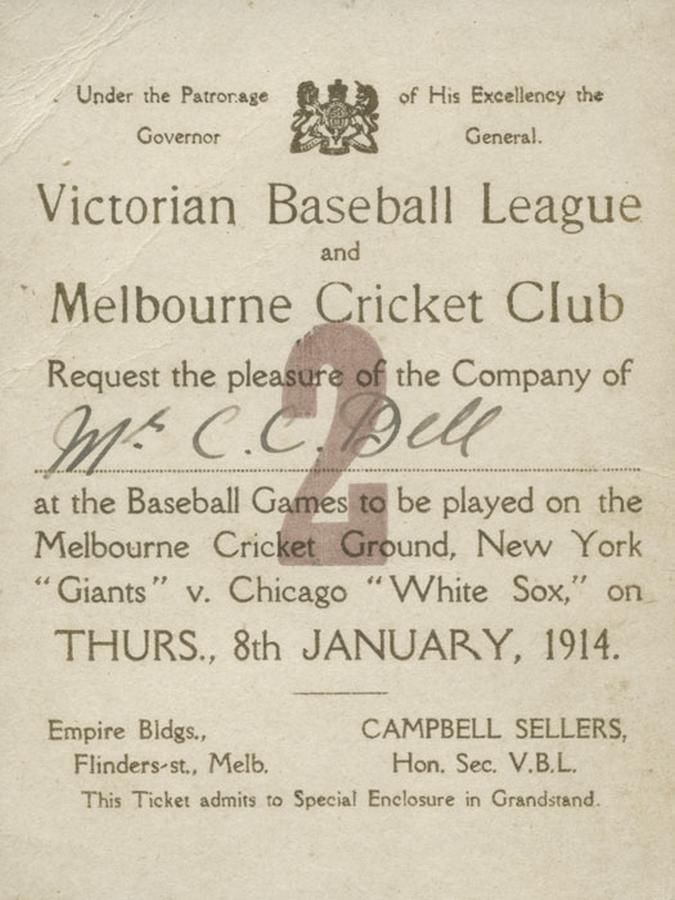 Under the Patronage of His Excellency the
Governor General.
Victorian Baseball League
and
Melbourne Cricket Club
2
Request the pleasure of the Company of
Mr. C. C. Bell
at the Baseball Games to be played on the
Melbourne Cricket Ground, New York
“Giants” v. Chicago “White Sox,” on
THURS., 8th JANUARY, 1914.
Empire Bldgs., CAMPBELL SELLERS,
Flinders-st., Melb. Hon. Sec. V.B.L.
This Ticket admits to Special Enclosure in Grandstand.